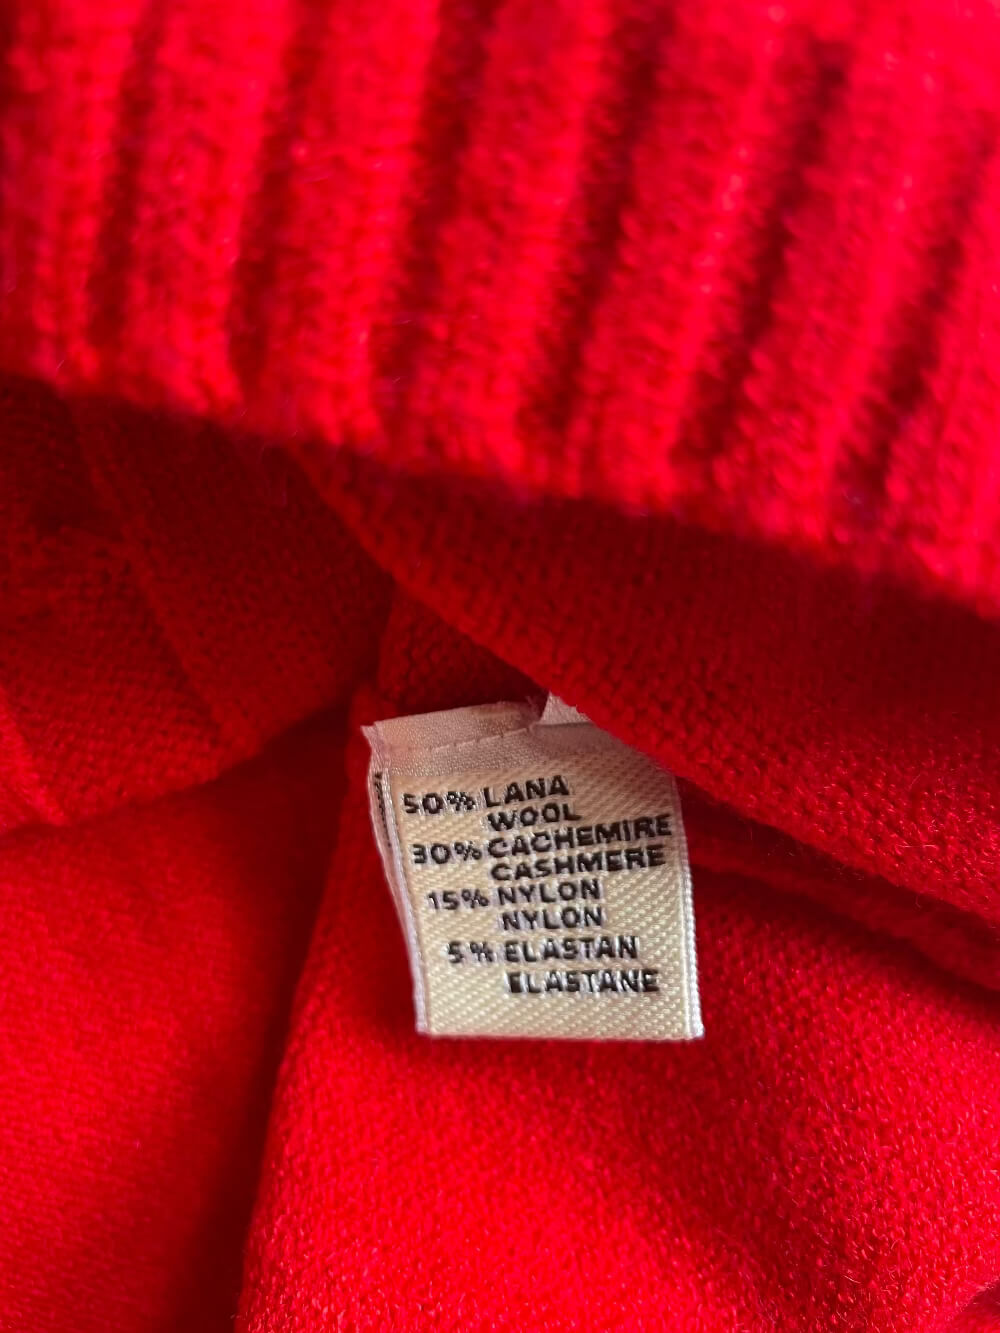 50% LANA
WOOL
30% CACHEMIRE
CASHMERE
15% NYLON
NYLON
5% ELASTAN
ELASTANE